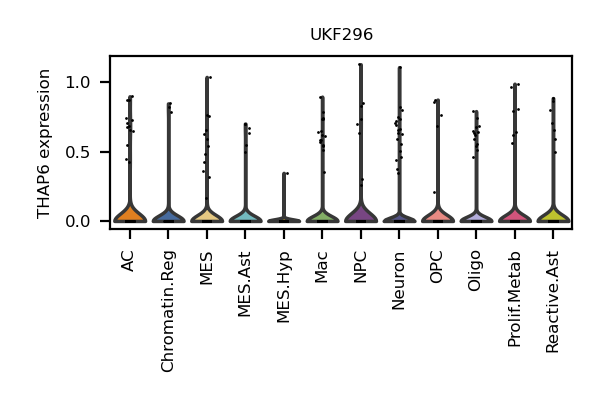 UKF296
THAP6 expression
1.0
0.5
0.0
AC
Chromatin.Reg
MES
MES.Ast
MES.Hyp
Mac
NPC
Neuron
OPC
Oligo
Prolif.Metab
Reactive.Ast